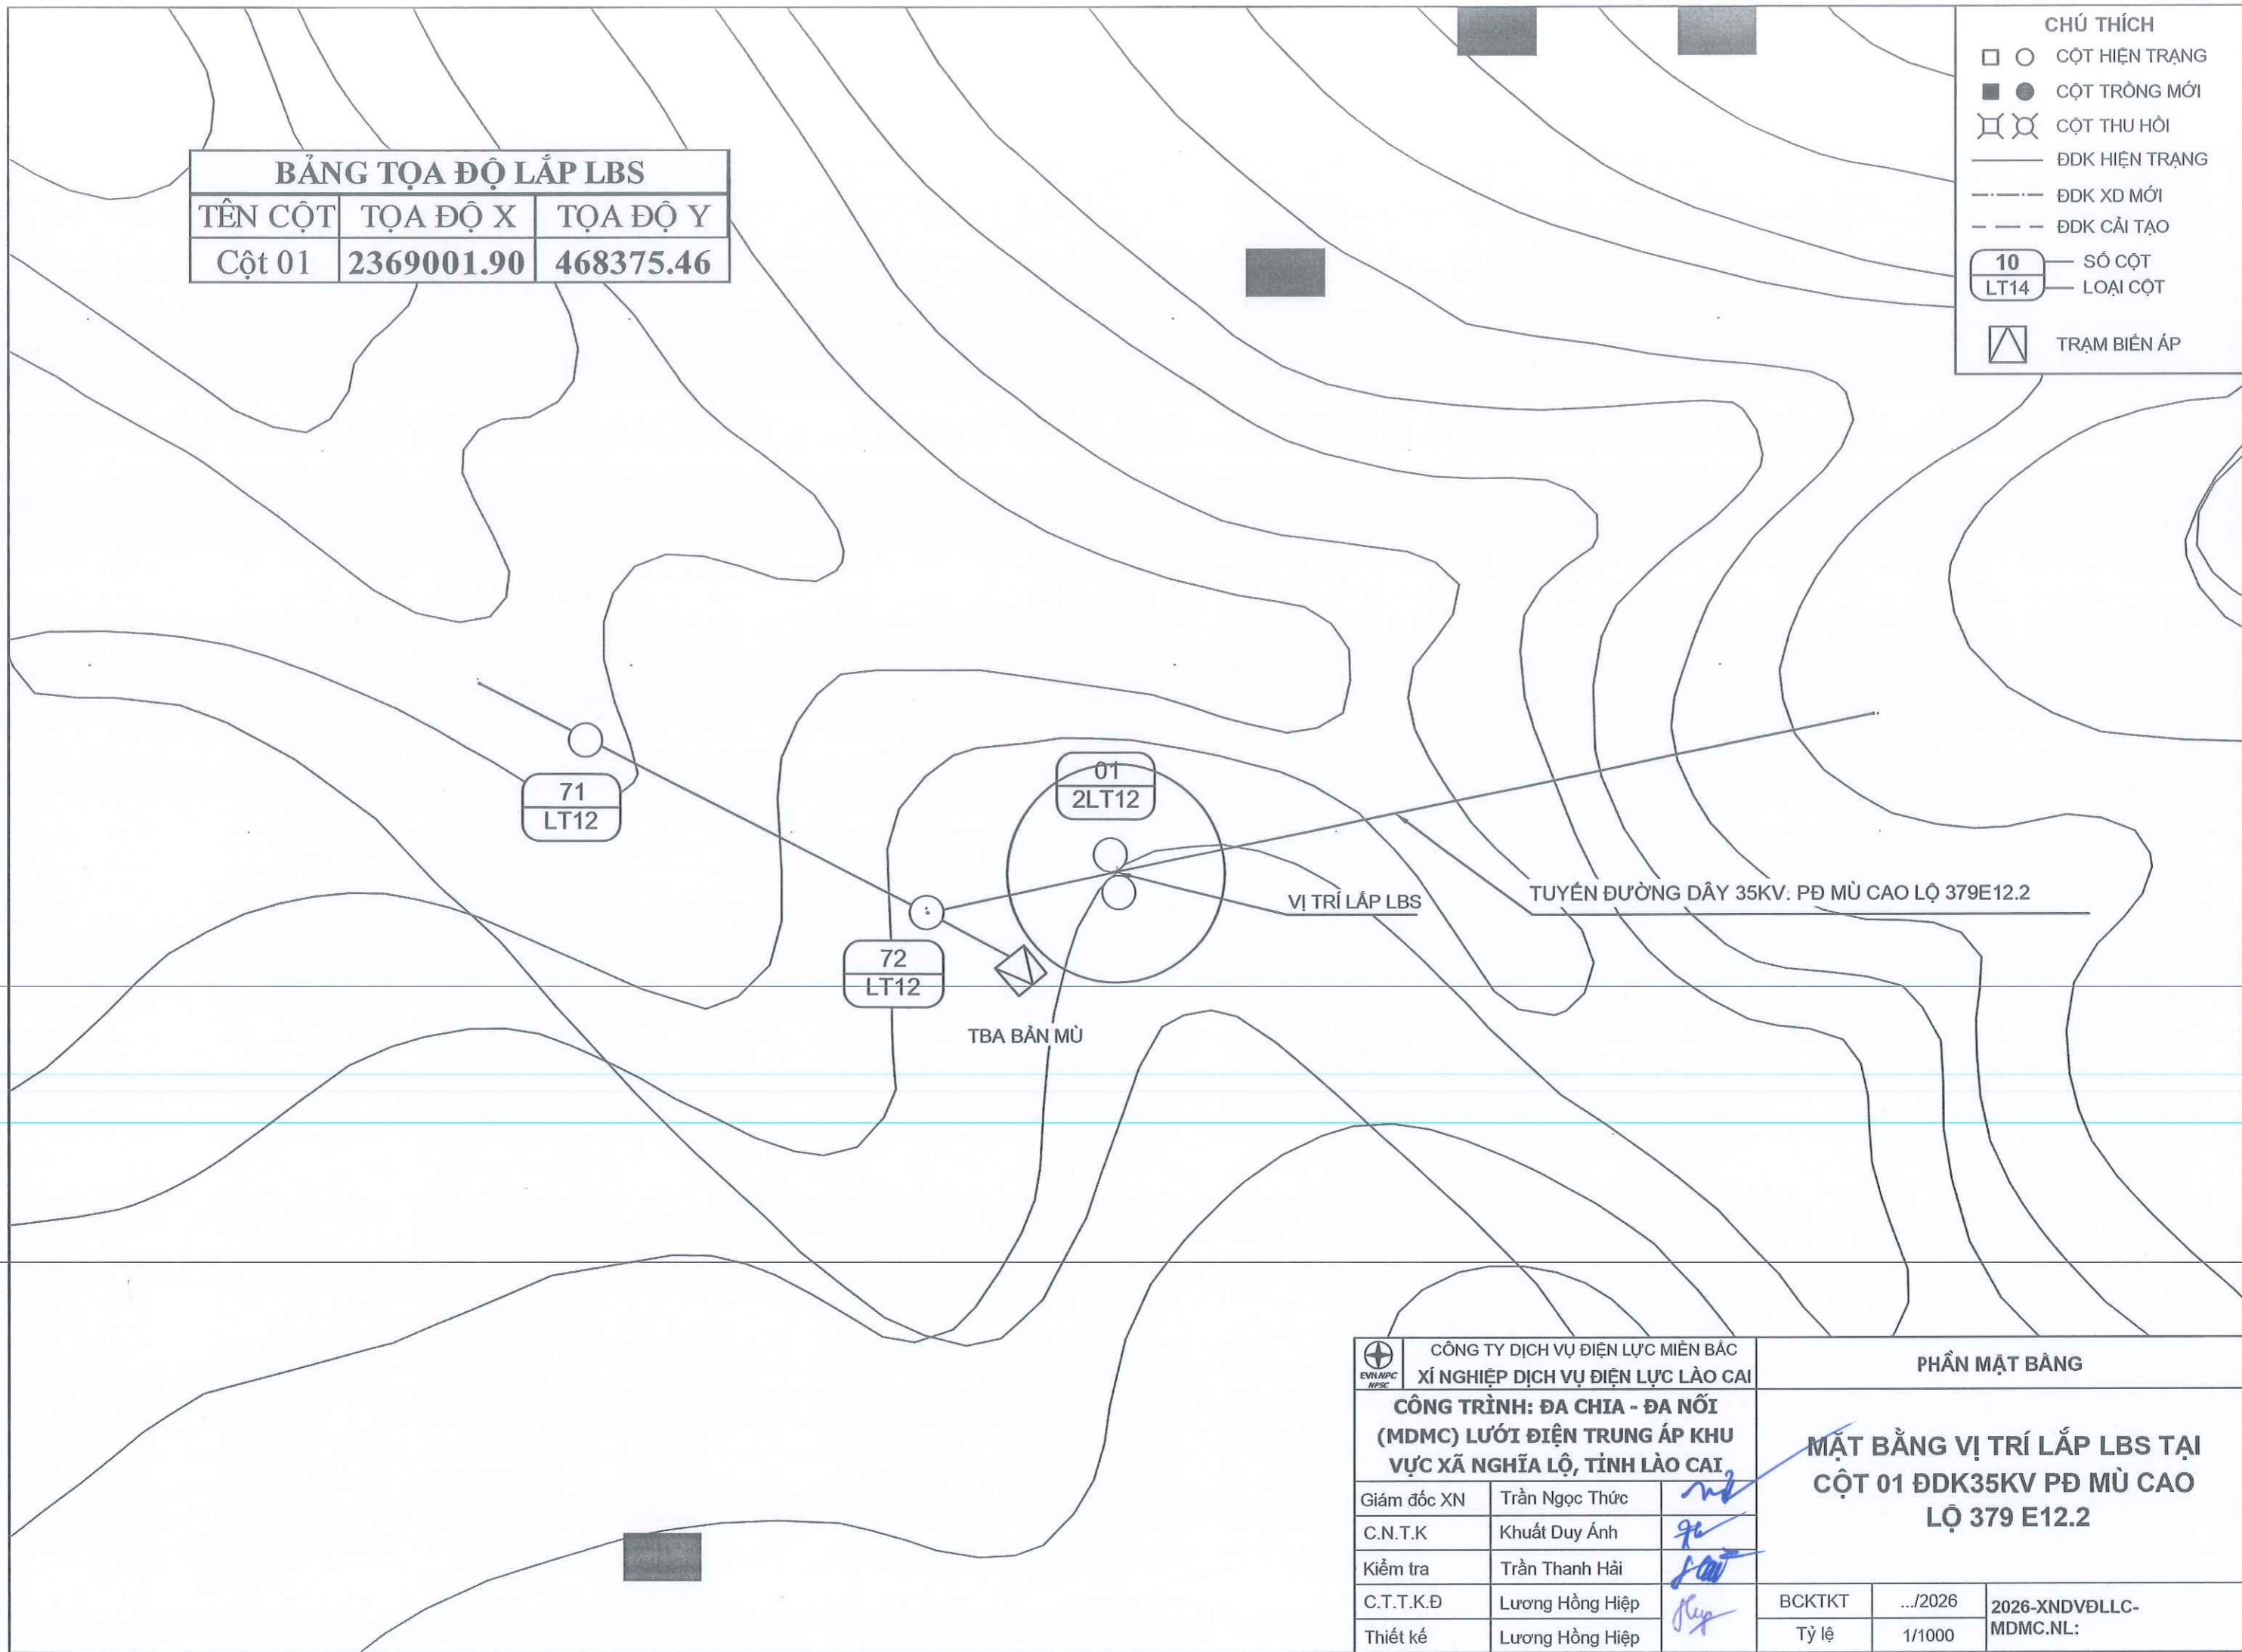 CHÚ THÍCH
CỘT HIỆN TRẠNG
CỘT TRỒNG MỚI
CỘT THU HỒI
ĐDK HIỆN TRẠNG
ĐDK XD MỚI
ĐDK CẢI TẠO
10 SỐ CỘT
LT14 LOẠI CỘT
TRẠM BIẾN ÁP
BẢNG TỌA ĐỘ LẮP LBS
TÊN CỘT TỌA ĐỘ X TỌA ĐỘ Y
Cột 01 2369001.90 468375.46
71
LT12
01
2LT12
72
LT12
TBA BẢN MÙ
VỊ TRÍ LẮP LBS
TUYẾN ĐƯỜNG DÂY 35KV: PĐ MÙ CAO LỘ 379E12.2
EVNNPC
NPSC
CÔNG TY DỊCH VỤ ĐIỆN LỰC MIỀN BẮC
XÍ NGHIỆP DỊCH VỤ ĐIỆN LỰC LÀO CAI
PHẦN MẶT BẰNG
CÔNG TRÌNH: ĐA CHIA - ĐA NỐI
(MDMC) LƯỚI ĐIỆN TRUNG ÁP KHU
VỰC XÃ NGHĨA LỘ, TỈNH LÀO CAI
MẶT BẰNG VỊ TRÍ LẮP LBS TẠI
CỘT 01 ĐDK35KV PĐ MÙ CAO
LỘ 379 E12.2
Giám đốc XN Trần Ngọc Thức
C.N.T.K Khuất Duy Ánh
Kiểm tra Trần Thanh Hải
C.T.T.K.Đ Lương Hồng Hiệp
Thiết kế Lương Hồng Hiệp
BCKTKT .../2026
Tỷ lệ 1/1000
2026-XNDVĐLLC-
MDMC.NL: